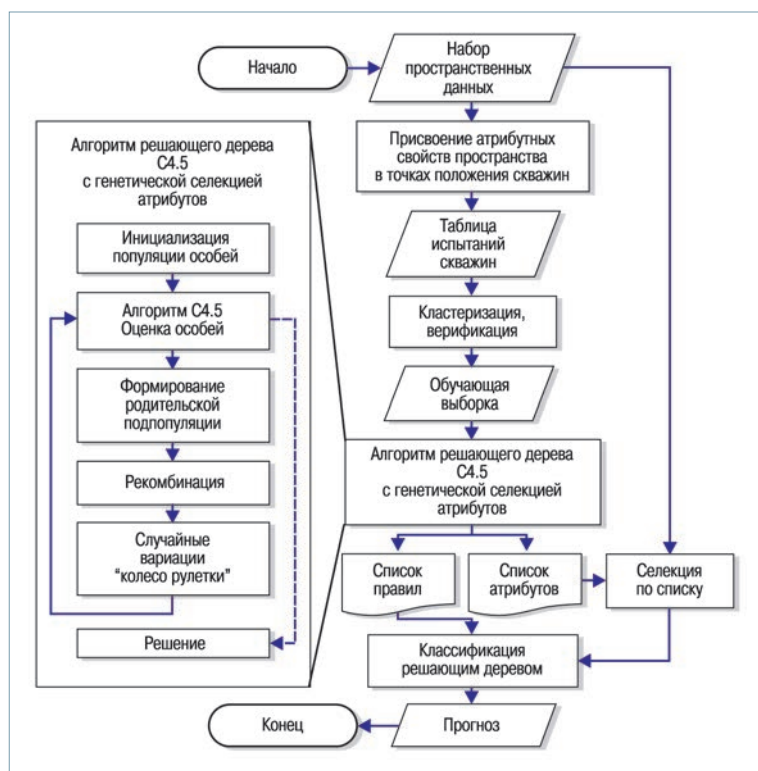 Начало
Набор
пространственных
данных
Присвоение атрибутных
свойств пространства
в точках положения скважин
Таблица
испытаний
скважин
Кластеризация,
верификация
Обучающая
выборка
Алгоритм решающего дерева
С4.5
с генетической селекцией
атрибутов
Список
правил
Список
атрибутов
Селекция
по списку
Классификация
решающим деревом
Прогноз
Конец
Алгоритм решающего дерева
С4.5
с генетической селекцией
атрибутов
Инициализация
популяции особей
Алгоритм С4.5
Оценка особей
Формирование
родительской
подпопуляции
Рекомбинация
Случайные
вариации
“колесо рулетки”
Решение